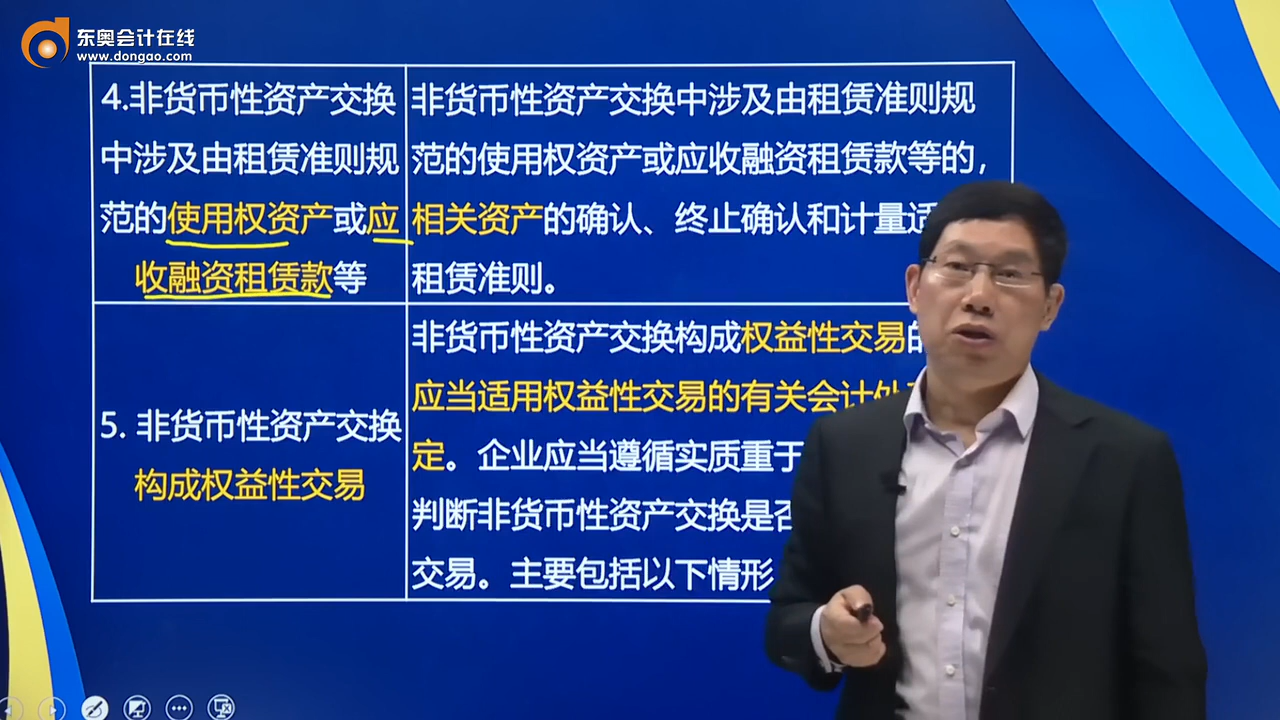 东奥会计在线
www.dongao.com
4.非货币性资产交换
中涉及由租赁准则规
范的使用权资产或应
收融资租赁款等
非货币性资产交换中涉及由租赁准则规
范的使用权资产或应收融资租赁款等的，
相关资产的确认、终止确认和计量适
租赁准则。
5. 非货币性资产交换
构成权益性交易
非货币性资产交换构成权益性交易的
应当适用权益性交易的有关会计处
定。企业应当遵循实质重于
判断非货币性资产交换是否
交易。主要包括以下情形